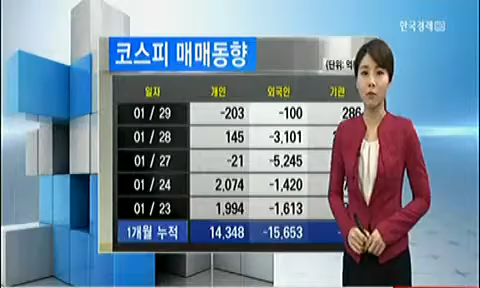 한국경제
코스피 매매동향
(단위: 억
일자 개인 외국인 기관
01 / 29 -203 -100 286
01 / 28 145 -3,101
01 / 27 -21 -5,245
01 / 24 2,074 -1,420
01 / 23 1,994 -1,613
1개월 누적 14,348 -15,653 -